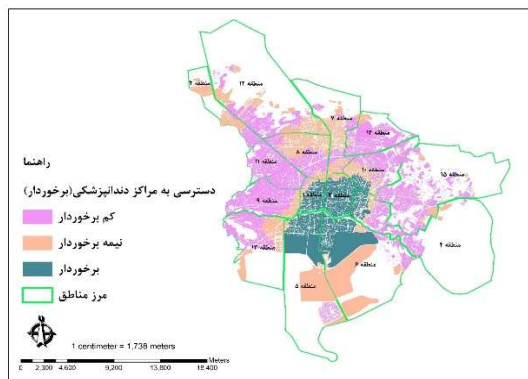 منطقه ۱۲
منطقه ۷
منطقه ۸
منطقه ۱۴
منطقه ۱۱
منطقه ۱۰
منطقه ۱۵
منطقه ۹
منطقه ۴
منطقه ۱۳
منطقه ۶
منطقه ۵
راهنما
دسترسی به مراکز دندانپزشکی(برخوردار)
کم برخوردار
نیمه برخوردار
برخوردار
مرز مناطق
1 centimeter = 1,738 meters
Meters
0 2,300 4,600 9,200 13,800 18,400